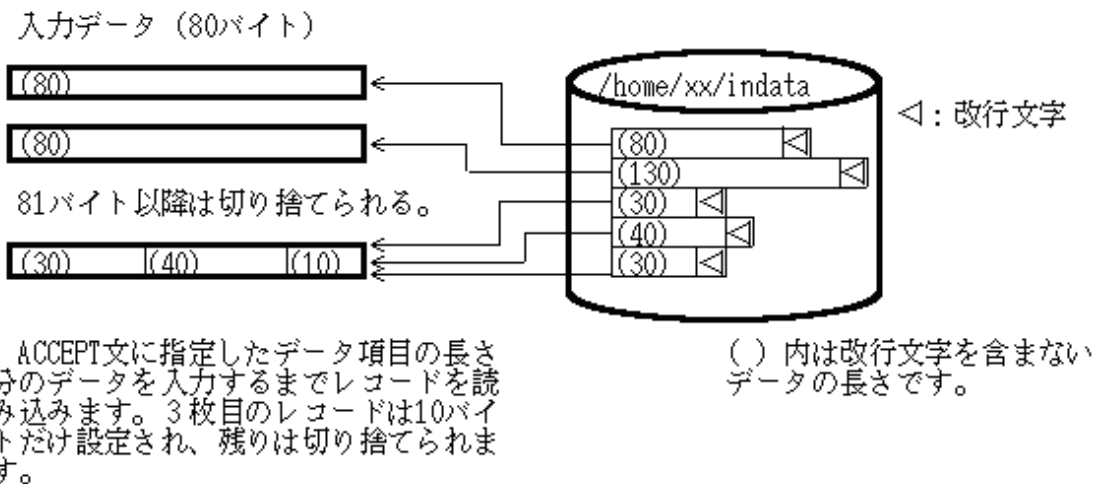 入力データ（80バイト）
(80)
(80)
81バイト以降は切り捨てられる。
(30) (40) (10)
/home/xx/indata
(80)
(130)
(30)
(40)
(30)
◁：改行文字
ACCEPT文に指定したデータ項目の長さ
分のデータを入力するまでレコードを読
み込みます。３枚目のレコードは10バイ
トだけ設定され、残りは切り捨てられま
す。
（ ）内は改行文字を含まない
データの長さです。